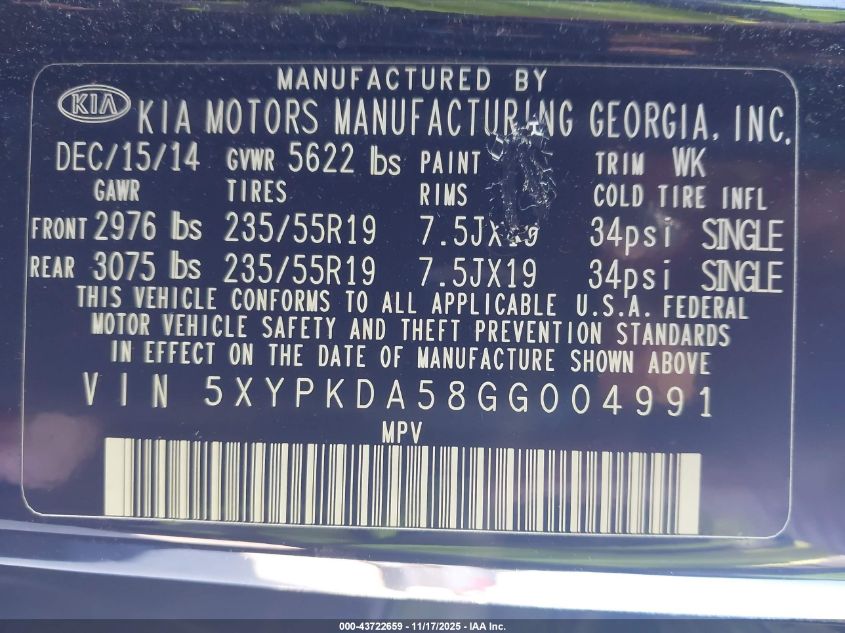 MANUFACTURED BY
KIA KIA MOTORS MANUFACTURING GEORGIA, INC.
DEC/15/14 GVWR 5622 lbs PAINT TRIM WK
GAWR TIRES RIMS COLD TIRE INFL
FRONT 2976 lbs 235/55R19 7.5JX19 34psi SINGLE
REAR 3075 lbs 235/55R19 7.5JX19 34psi SINGLE
THIS VEHICLE CONFORMS TO ALL APPLICABLE U.S.A. FEDERAL
MOTOR VEHICLE SAFETY AND THEFT PREVENTION STANDARDS
IN EFFECT ON THE DATE OF MANUFACTURE SHOWN ABOVE
VIN 5XYPKDA58GG004991
MPV
000-43722659 - 11/17/2025 - IAA Inc.